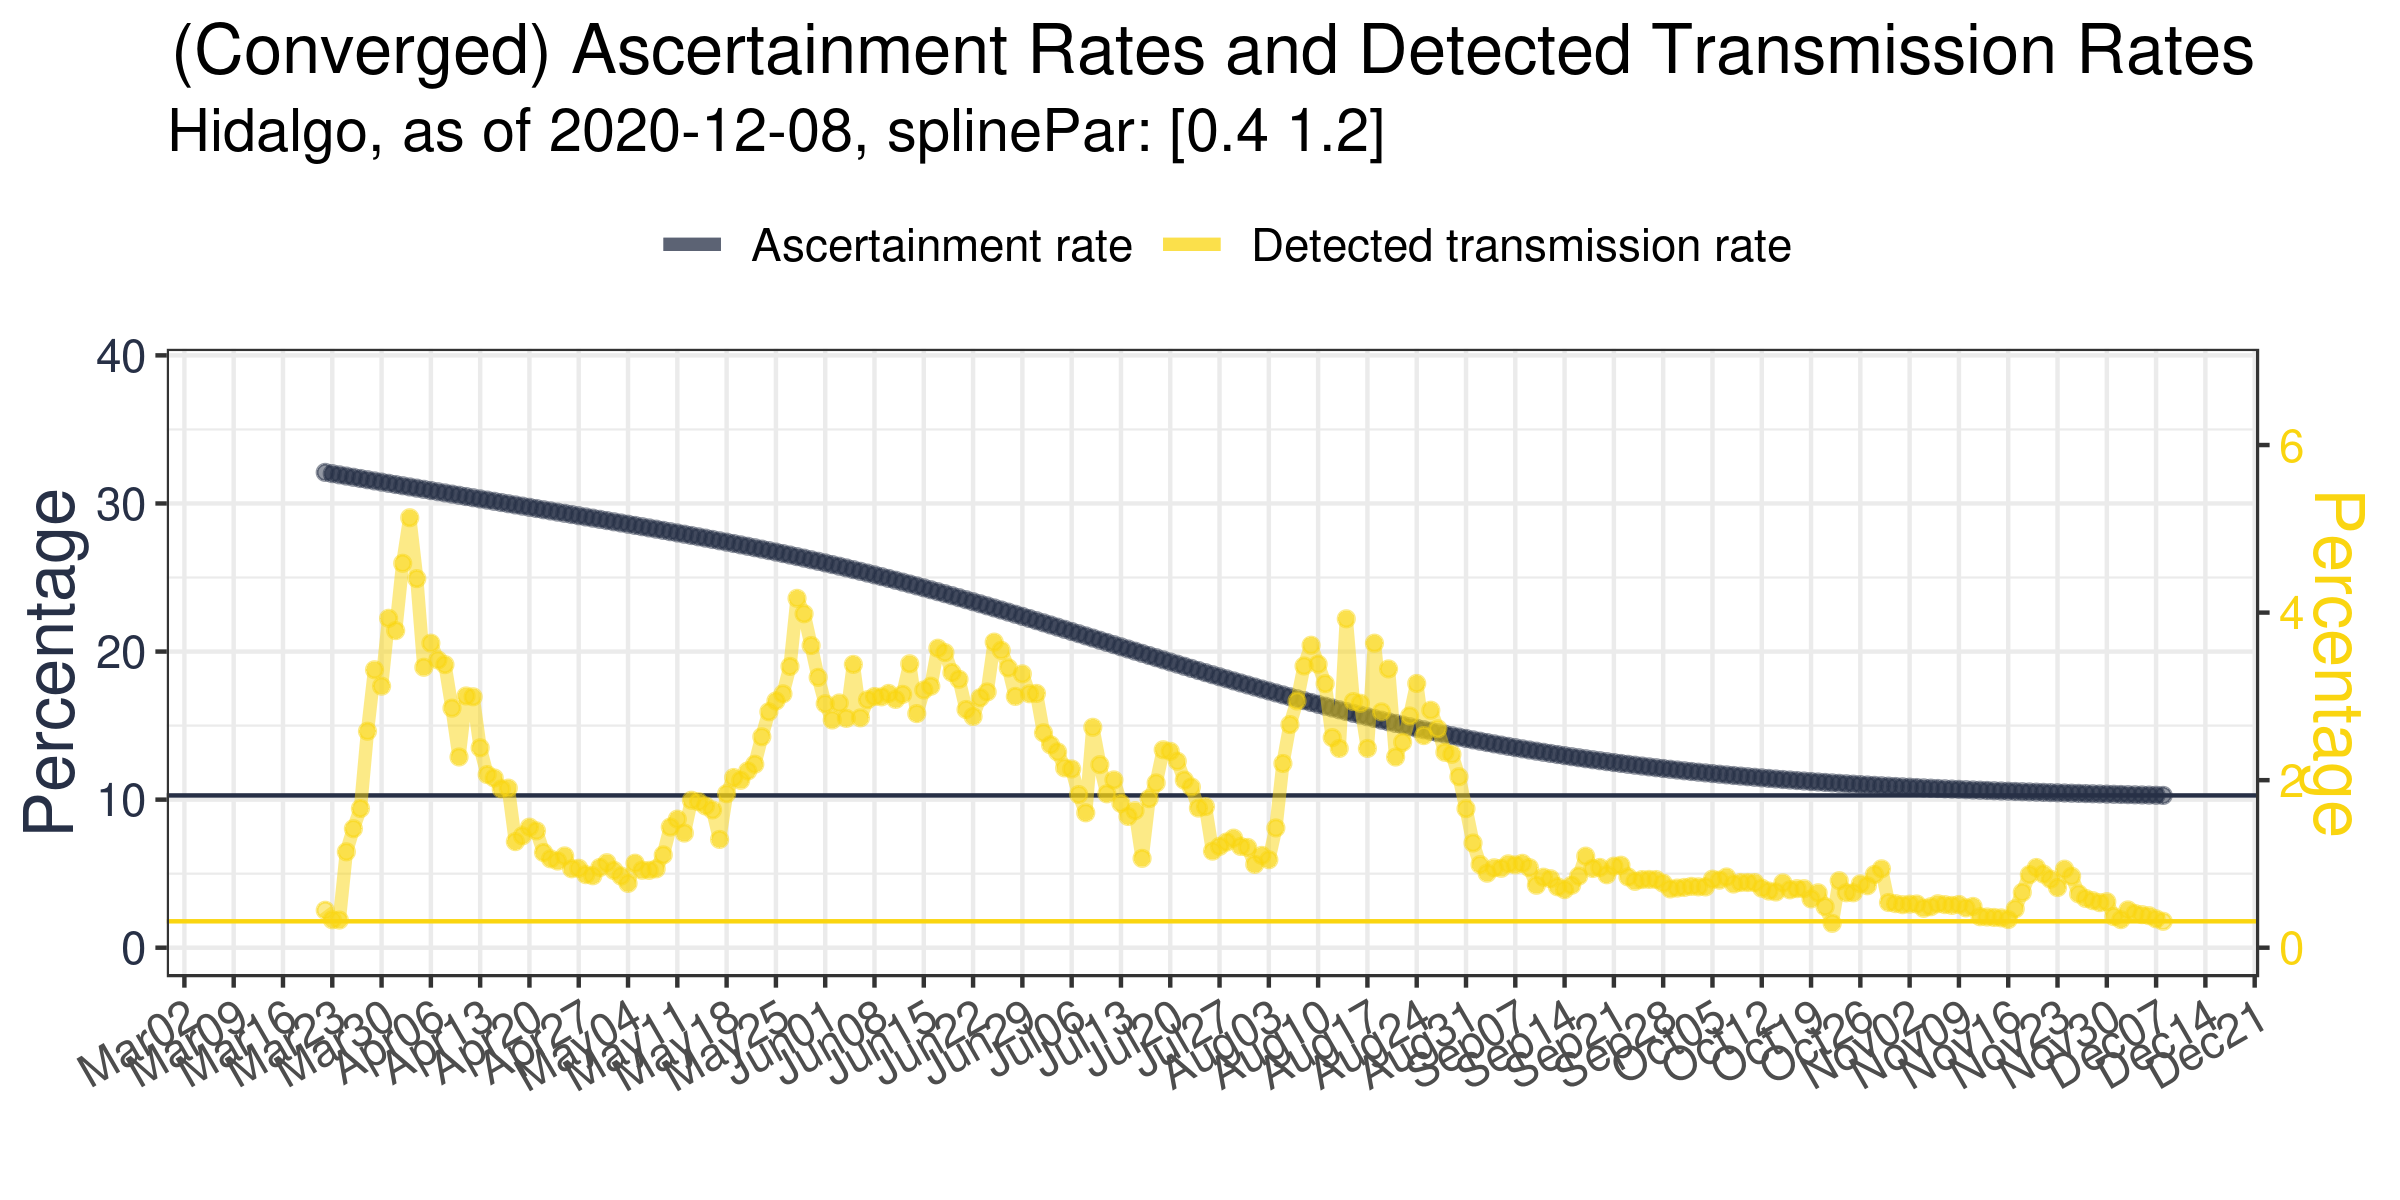 (Converged) Ascertainment Rates and Detected Transmission Rates
Hidalgo, as of 2020-12-08, splinePar: [0.4 1.2]
Ascertainment rate Detected transmission rate
Percentage
40
30
20
10
0
6
4
2
0
Percentage
Mar02
Mar09
Mar16
Mar23
Mar30
Apr06
Apr13
Apr20
Apr27
May04
May11
May18
May25
Jun01
Jun08
Jun15
Jun22
Jun29
Jul06
Jul13
Jul20
Jul27
Aug03
Aug10
Aug17
Aug24
Aug31
Sep07
Sep14
Sep21
Sep28
Oct05
Oct12
Oct19
Oct26
Nov02
Nov09
Nov16
Nov23
Nov30
Dec07
Dec14
Dec21